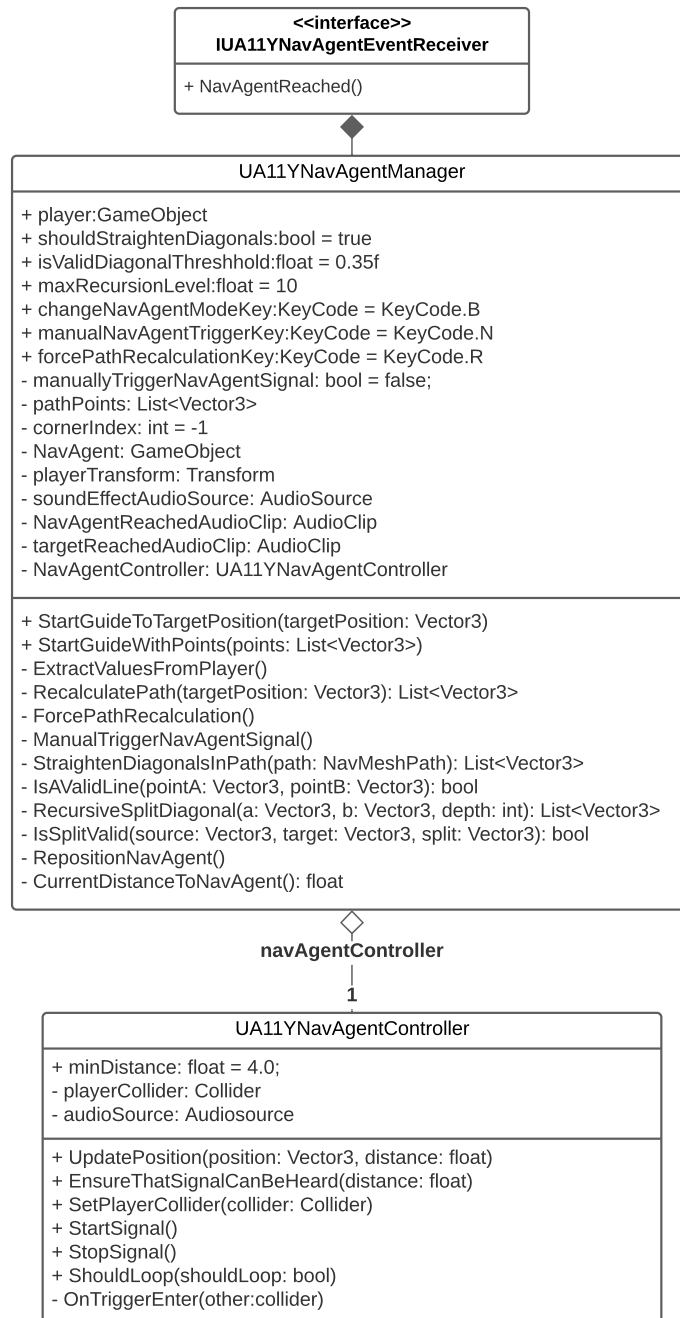 <<interface>>
IUA11YNavAgentEventReceiver
+ NavAgentReached()
UA11YNavAgentManager
+ player:GameObject
+ shouldStraightenDiagonals:bool = true
+ isValidDiagonalThreshhold:float = 0.35f
+ maxRecursionLevel:float = 10
+ changeNavAgentModeKey:KeyCode = KeyCode.B
+ manualNavAgentTriggerKey:KeyCode = KeyCode.N
+ forcePathRecalculationKey:KeyCode = KeyCode.R
- manuallyTriggerNavAgentSignal: bool = false;
- pathPoints: List<Vector3>
- cornerIndex: int = -1
- NavAgent: GameObject
- playerTransform: Transform
- soundEffectAudioSource: AudioSource
- NavAgentReachedAudioClip: AudioClip
- targetReachedAudioClip: AudioClip
- NavAgentController: UA11YNavAgentController
+ StartGuideToTargetPosition(targetPosition: Vector3)
+ StartGuideWithPoints(points: List<Vector3>)
- ExtractValuesFromPlayer()
- RecalculatePath(targetPosition: Vector3): List<Vector3>
- ForcePathRecalculation()
- ManualTriggerNavAgentSignal()
- StraightenDiagonalsInPath(path: NavMeshPath): List<Vector3>
- IsAValidLine(pointA: Vector3, pointB: Vector3): bool
- RecursiveSplitDiagonal(a: Vector3, b: Vector3, depth: int): List<Vector3>
- IsSplitValid(source: Vector3, target: Vector3, split: Vector3): bool
- RepositionNavAgent()
- CurrentDistanceToNavAgent(): float
navAgentController
1
UA11YNavAgentController
+ minDistance: float = 4.0;
- playerCollider: Collider
- audioSource: Audiosource
+ UpdatePosition(position: Vector3, distance: float)
+ EnsureThatSignalCanBeHeard(distance: float)
+ SetPlayerCollider(collider: Collider)
+ StartSignal()
+ StopSignal()
+ ShouldLoop(shouldLoop: bool)
- OnTriggerEnter(other:collider)